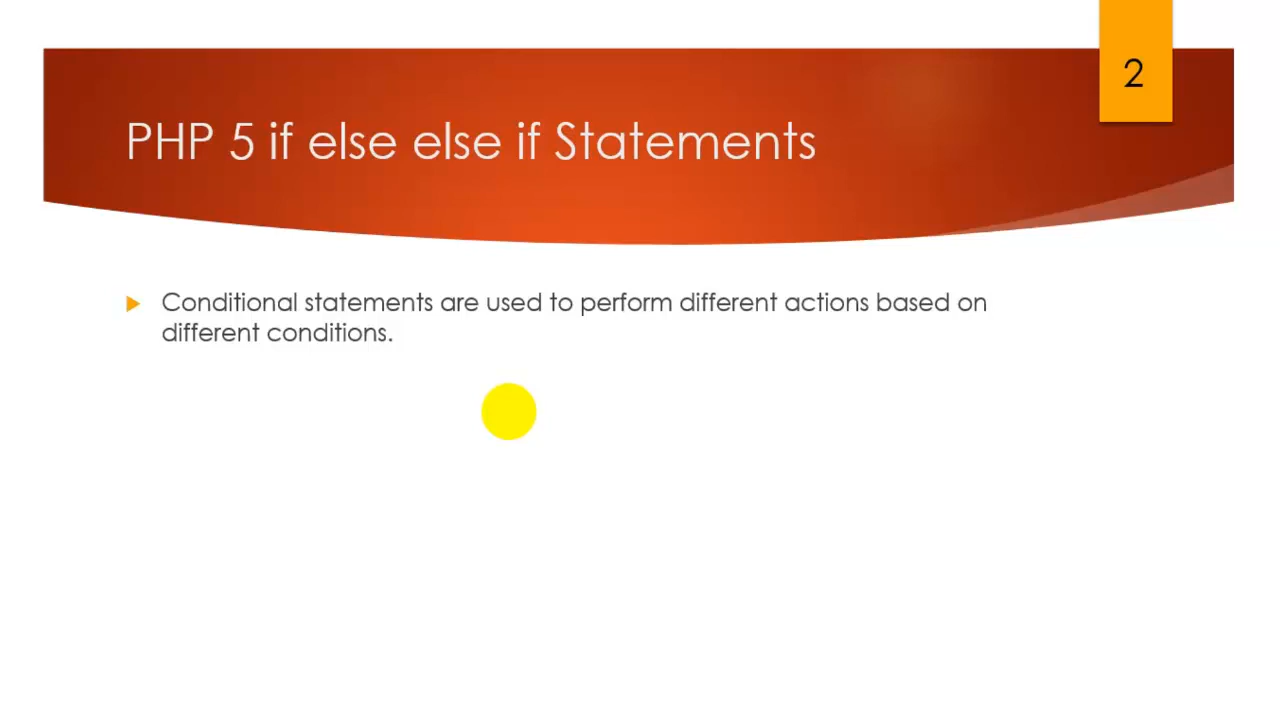 2
PHP 5 if else else if Statements
Conditional statements are used to perform different actions based on
different conditions.